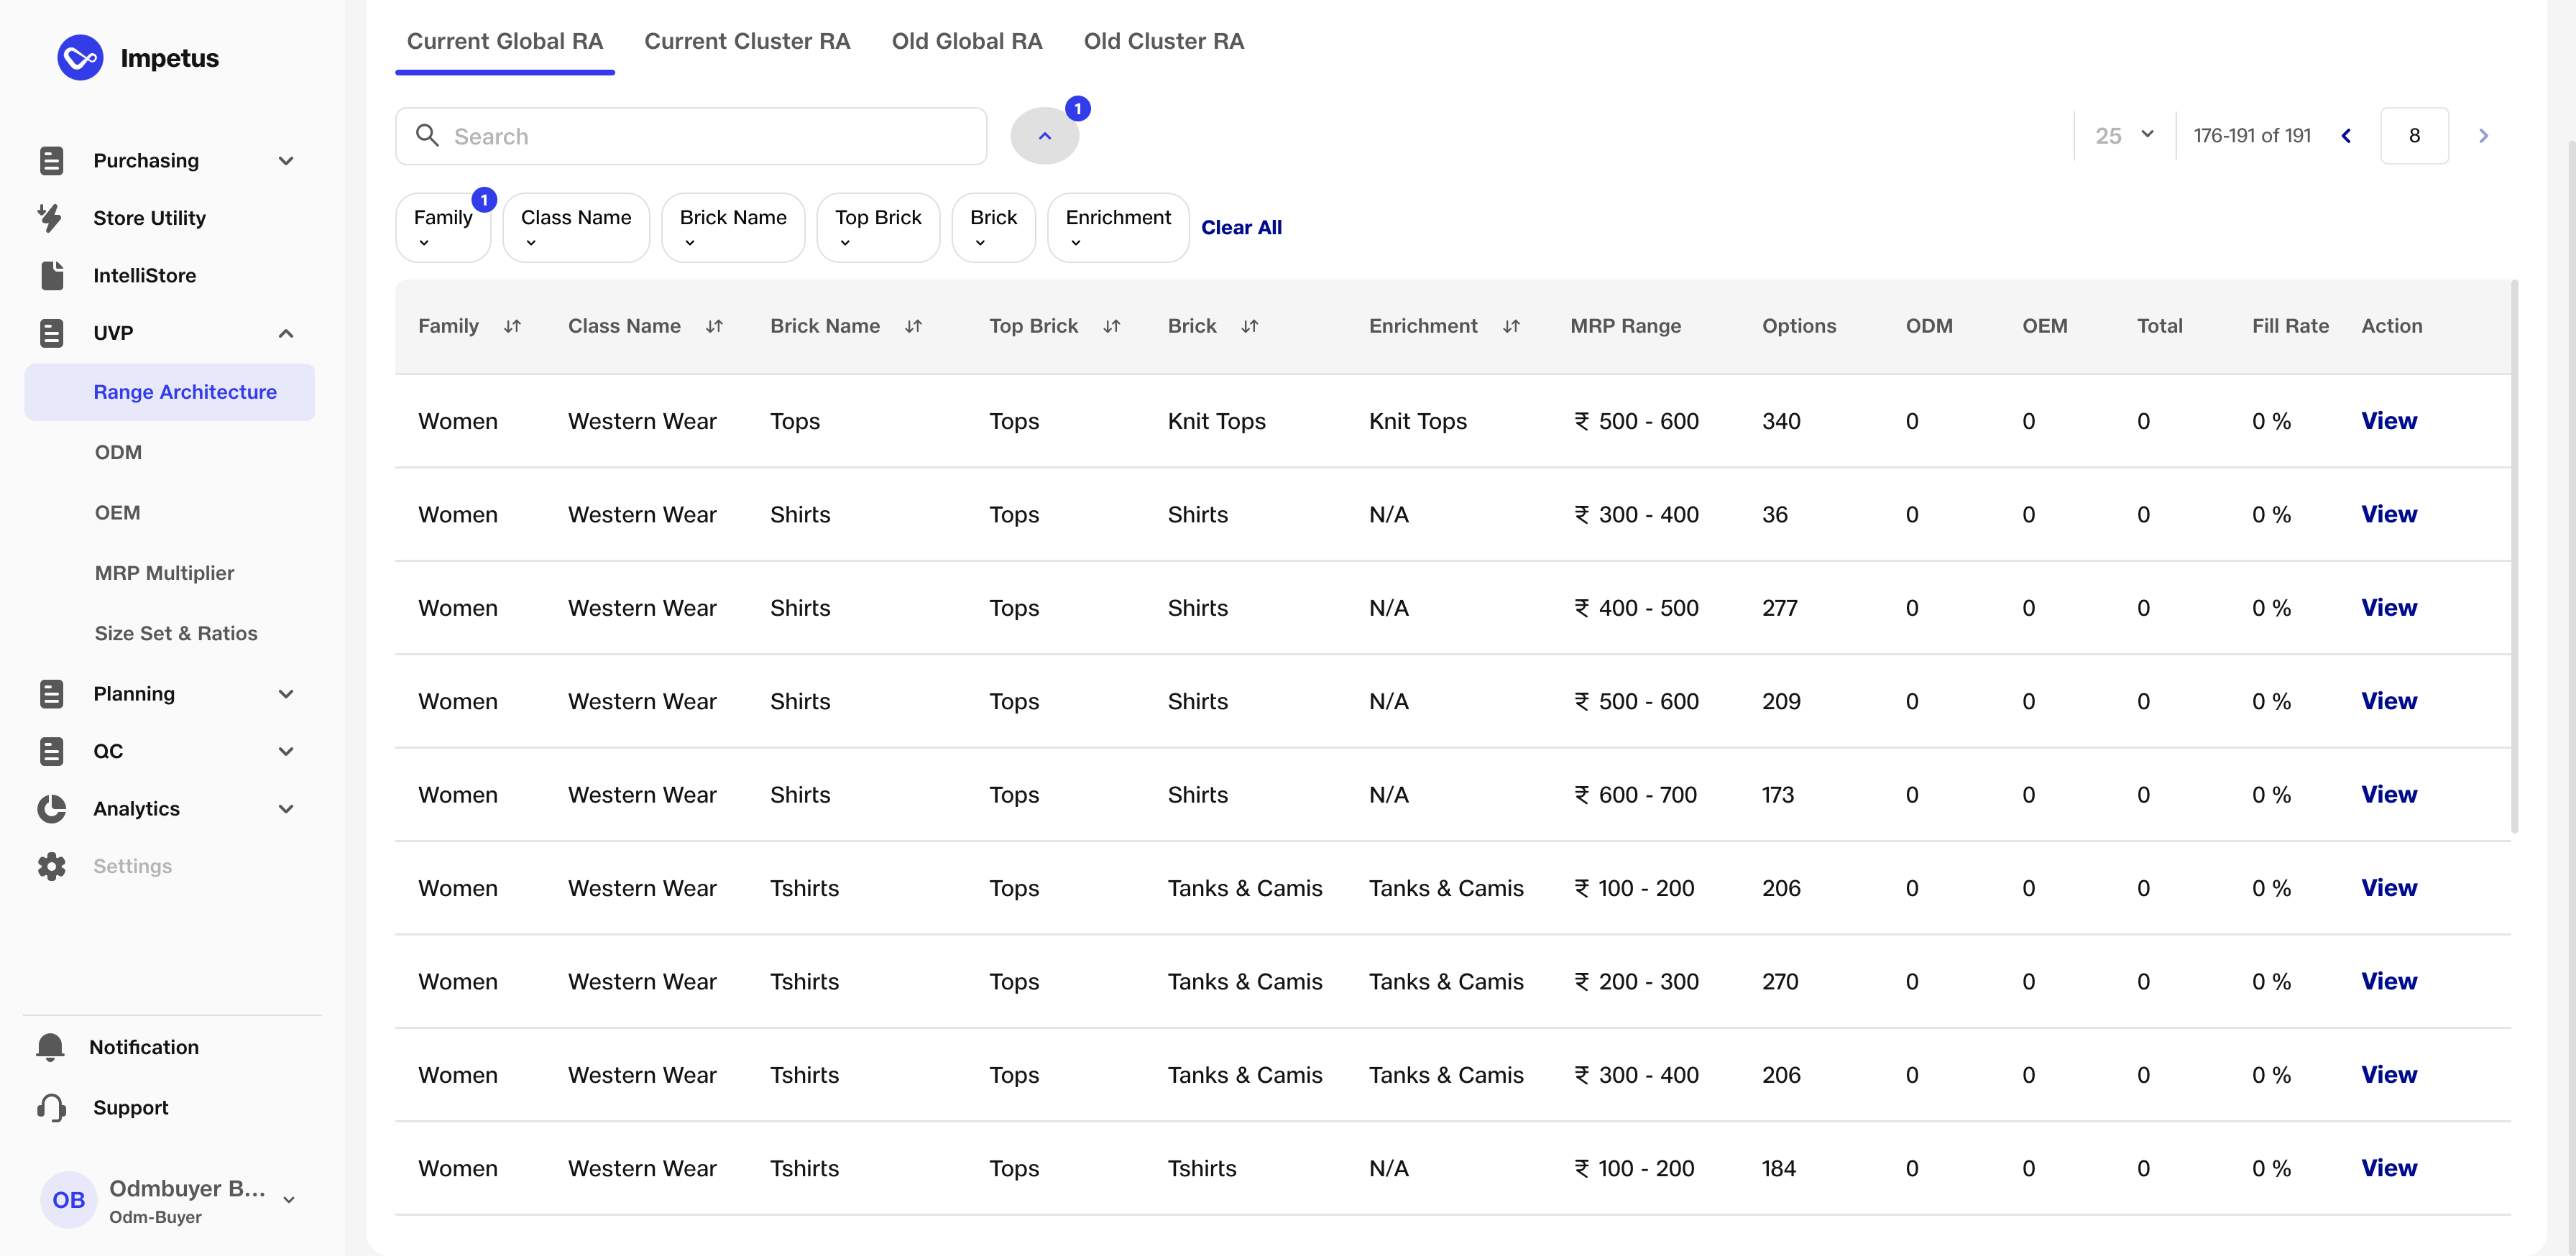 Impetus
Purchasing
Store Utility
IntelliStore
UVP
Range Architecture
ODM
OEM
MRP Multiplier
Size Set & Ratios
Planning
QC
Analytics
Settings
Notification
Support
OB
Odmbuyer B...
Odm-Buyer
Current Global RA Current Cluster RA Old Global RA Old Cluster RA
Search 1 25 176-191 of 191 8
Family 1 Class Name Brick Name Top Brick Brick Enrichment Clear All
Family Class Name Brick Name Top Brick Brick Enrichment MRP Range Options ODM OEM Total Fill Rate Action
Women Western Wear Tops Tops Knit Tops Knit Tops ₹ 500 - 600 340 0 0 0 0 % View
Women Western Wear Shirts Tops Shirts N/A ₹ 300 - 400 36 0 0 0 0 % View
Women Western Wear Shirts Tops Shirts N/A ₹ 400 - 500 277 0 0 0 0 % View
Women Western Wear Shirts Tops Shirts N/A ₹ 500 - 600 209 0 0 0 0 % View
Women Western Wear Shirts Tops Shirts N/A ₹ 600 - 700 173 0 0 0 0 % View
Women Western Wear Tshirts Tops Tanks & Camis Tanks & Camis ₹ 100 - 200 206 0 0 0 0 % View
Women Western Wear Tshirts Tops Tanks & Camis Tanks & Camis ₹ 200 - 300 270 0 0 0 0 % View
Women Western Wear Tshirts Tops Tanks & Camis Tanks & Camis ₹ 300 - 400 206 0 0 0 0 % View
Women Western Wear Tshirts Tops Tshirts N/A ₹ 100 - 200 184 0 0 0 0 % View